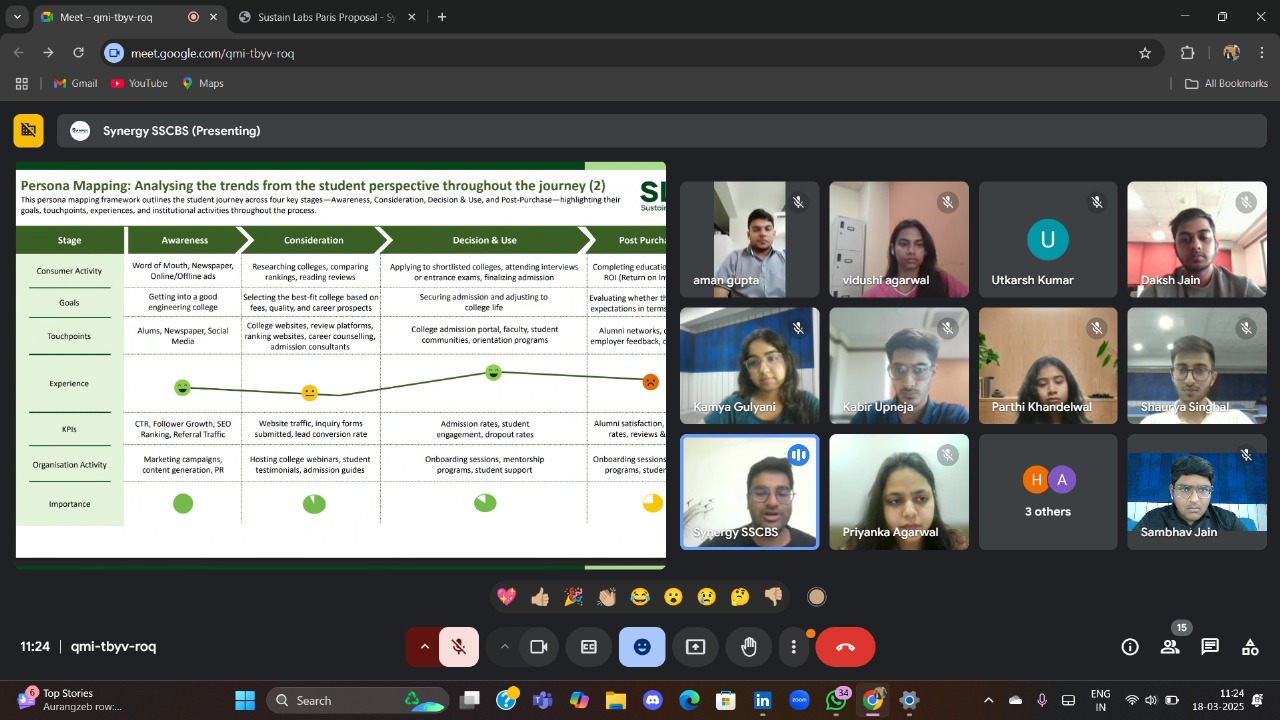 Meet – qmi-tbyv-roq
Sustain Labs Paris Proposal - Sy
meet.google.com/qmi-tbyv-roq
Gmail
YouTube
Maps
All Bookmarks
Synergy SSCBS (Presenting)
Persona Mapping: Analysing the trends from the student perspective throughout the journey (2)
This persona mapping framework outlines the student journey across four key stages—Awareness, Consideration, Decision & Use, and Post-Purchase—highlighting their
goals, touchpoints, experiences, and institutional activities throughout the process.
Stage
Awareness
Consideration
Decision & Use
Post Purcha
Consumer Activity
Word of Mouth, Newspaper,
Online/Offline ads
Researching colleges, comparing
rankings, reading reviews
Applying to shortlisted colleges, attending interviews
or entrance exams, finalizing admission
Completing educatio
ROI (Return on In
Goals
Getting into a good
engineering college
Selecting the best-fit college based on
fees, quality, and career prospects
Securing admission and adjusting to
college life
Evaluating whether th
expectations in terms
Touchpoints
Alums, Newspaper, Social
Media
College websites, review platforms,
ranking websites, career counselling,
admission consultants
College admission portal, faculty, student
communities, orientation programs
Alumni networks, c
employer feedback, c
Experience
KPIs
CTR, Follower Growth, SEO
Ranking, Referral Traffic
Website traffic, inquiry forms
submitted, lead conversion rate
Admission rates, student
engagement, dropout rates
Alumni satisfaction,
rates, reviews &
Organisation Activity
Marketing campaigns,
content generation, PR
Hosting college webinars, student
testimonials, admission guides
Onboarding sessions, mentorship
programs, student support
Onboarding sessions
programs, studen
Importance
aman gupta
vidushi agarwal
U
Utkarsh Kumar
Daksh Jain
Kamya Gulyani
Kabir Upneja
Parthi Khandelwal
Shaurya Singhal
Synergy SSCBS
Priyanka Agarwal
H
A
3 others
Sambhav Jain
11:24 | qmi-tbyv-roq
15
6
Top Stories
Aurangzeb row:...
Search
zoom
34
ENG
IN
11:24
18-03-2025